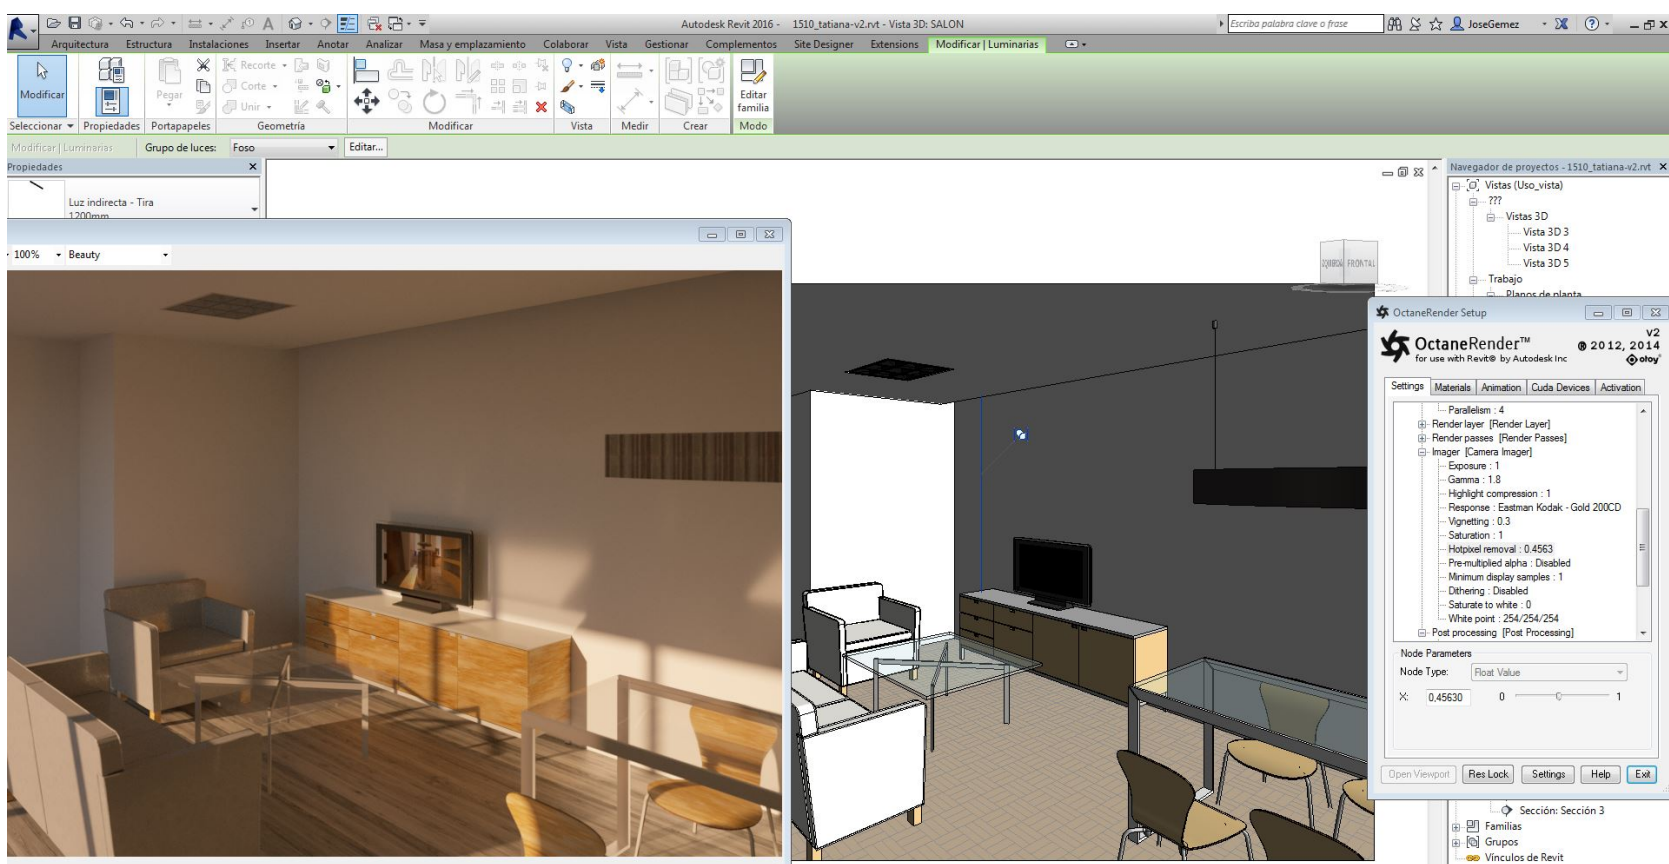 Autodesk Revit 2016 - 1510_tatiana-v2.rvt - Vista 3D: SALON
Escriba palabra clave o frase
JoseGemez
Arquitectura Estructura Instalaciones Insertar Anotar Analizar Masa y emplazamiento Colaborar Vista Gestionar Complementos Site Designer Extensions Modificar | Luminarias
Modificar
Pegar
Recorte
Corte
Unir
Editar
familia
Seleccionar Propiedades Portapapeles Geometría Modificar Vista Medir Crear Modo
Modificar | Luminarias Grupo de luces: Foso Editar...
Propiedades
Luz indirecta - Tira
1200mm
100% Beauty
FRONTAL
Navegador de proyectos - 1510_tatiana-v2.rvt
Vistas (Uso_vista)
???
Vistas 3D
Vista 3D 3
Vista 3D 4
Vista 3D 5
Trabajo
Planos de planta
OctaneRender Setup
OctaneRender™
for use with Revit® by Autodesk Inc
v2
© 2012, 2014
otoy
Settings Materials Animation Cuda Devices Activation
Parallelism : 4
Render layer [Render Layer]
Render passes [Render Passes]
Imager [Camera Imager]
Exposure : 1
Gamma : 1.8
Highlight compression : 1
Response : Eastman Kodak - Gold 200CD
Vignetting : 0.3
Saturation : 1
Hotpixel removal : 0.4563
Pre-multiplied alpha : Disabled
Minimum display samples : 1
Dithering : Disabled
Saturate to white : 0
White point : 254/254/254
Post processing [Post Processing]
Node Parameters
Node Type: Float Value
X: 0,45630 0 1
Open Viewport Res Lock Settings Help Exit
Sección: Sección 3
Familias
Grupos
Vínculos de Revit